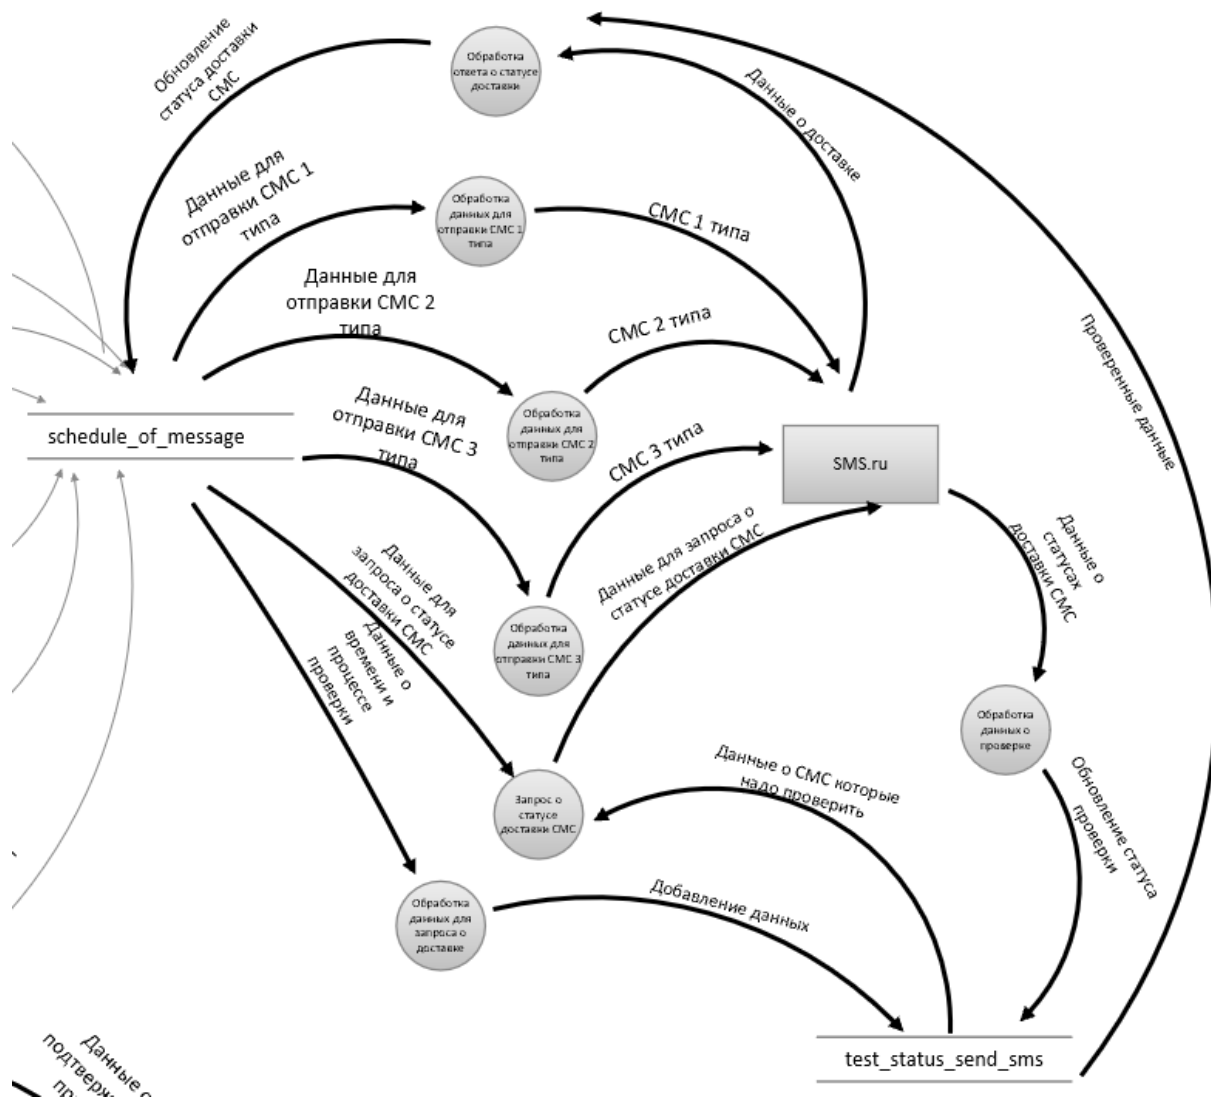 Обновление
статуса доставки
СМС
Обработка
ответа о статусе
доставки
Данные о доставке
Данные для
отправки СМС 1
типа
Обработка
данных для
отправки СМС 1
типа
СМС 1 типа
Данные для
отправки СМС 2
типа
СМС 2 типа
Проверенные данные
Данные для
отправки СМС 3
типа
Обработка
данных для
отправки СМС 2
типа
schedule_of_message
СМС 3 типа
SMS.ru
Данные для запроса о
статусе доставки СМС
Данные о
статусах
доставки СМС
Данные для
запроса о статусе
доставки СМС
Данные о
времени и
процессе
проверки
Обработка
данных для
отправки СМС 3
типа
Обработка
данных о
проверке
Данные о СМС которые
надо проверить
Обновление статуса
проверки
Запрос о
статусе
доставки СМС
Обработка
данных для
запроса о
доставке
Добавление данных
test_status_send_sms
Данные о